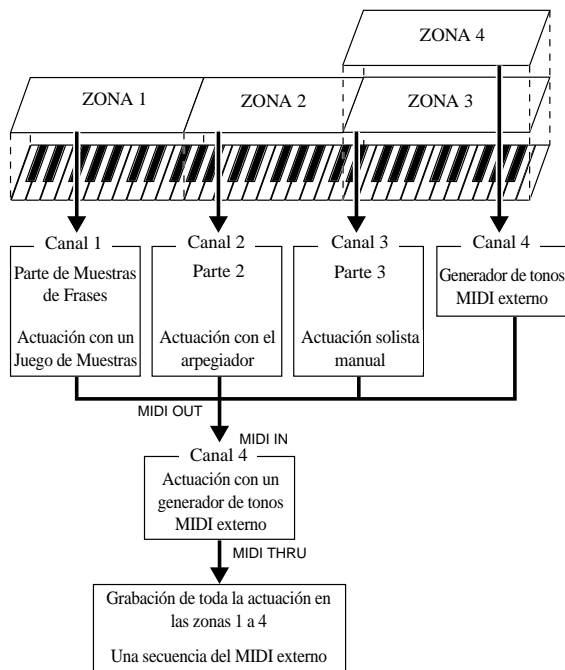 ZONA 4
ZONA 1
ZONA 2
ZONA 3
Canal 1
Parte de Muestras
de Frases
Actuación con un
Juego de Muestras
Canal 2
Parte 2
Actuación con el
arpegiador
Canal 3
Parte 3
Actuación solista
manual
Canal 4
Generador de tonos
MIDI externo
MIDI OUT
MIDI IN
Canal 4
Actuación con un
generador de tonos
MIDI externo
MIDI THRU
Grabación de toda la actuación en
las zonas 1 a 4
Una secuencia del MIDI externo